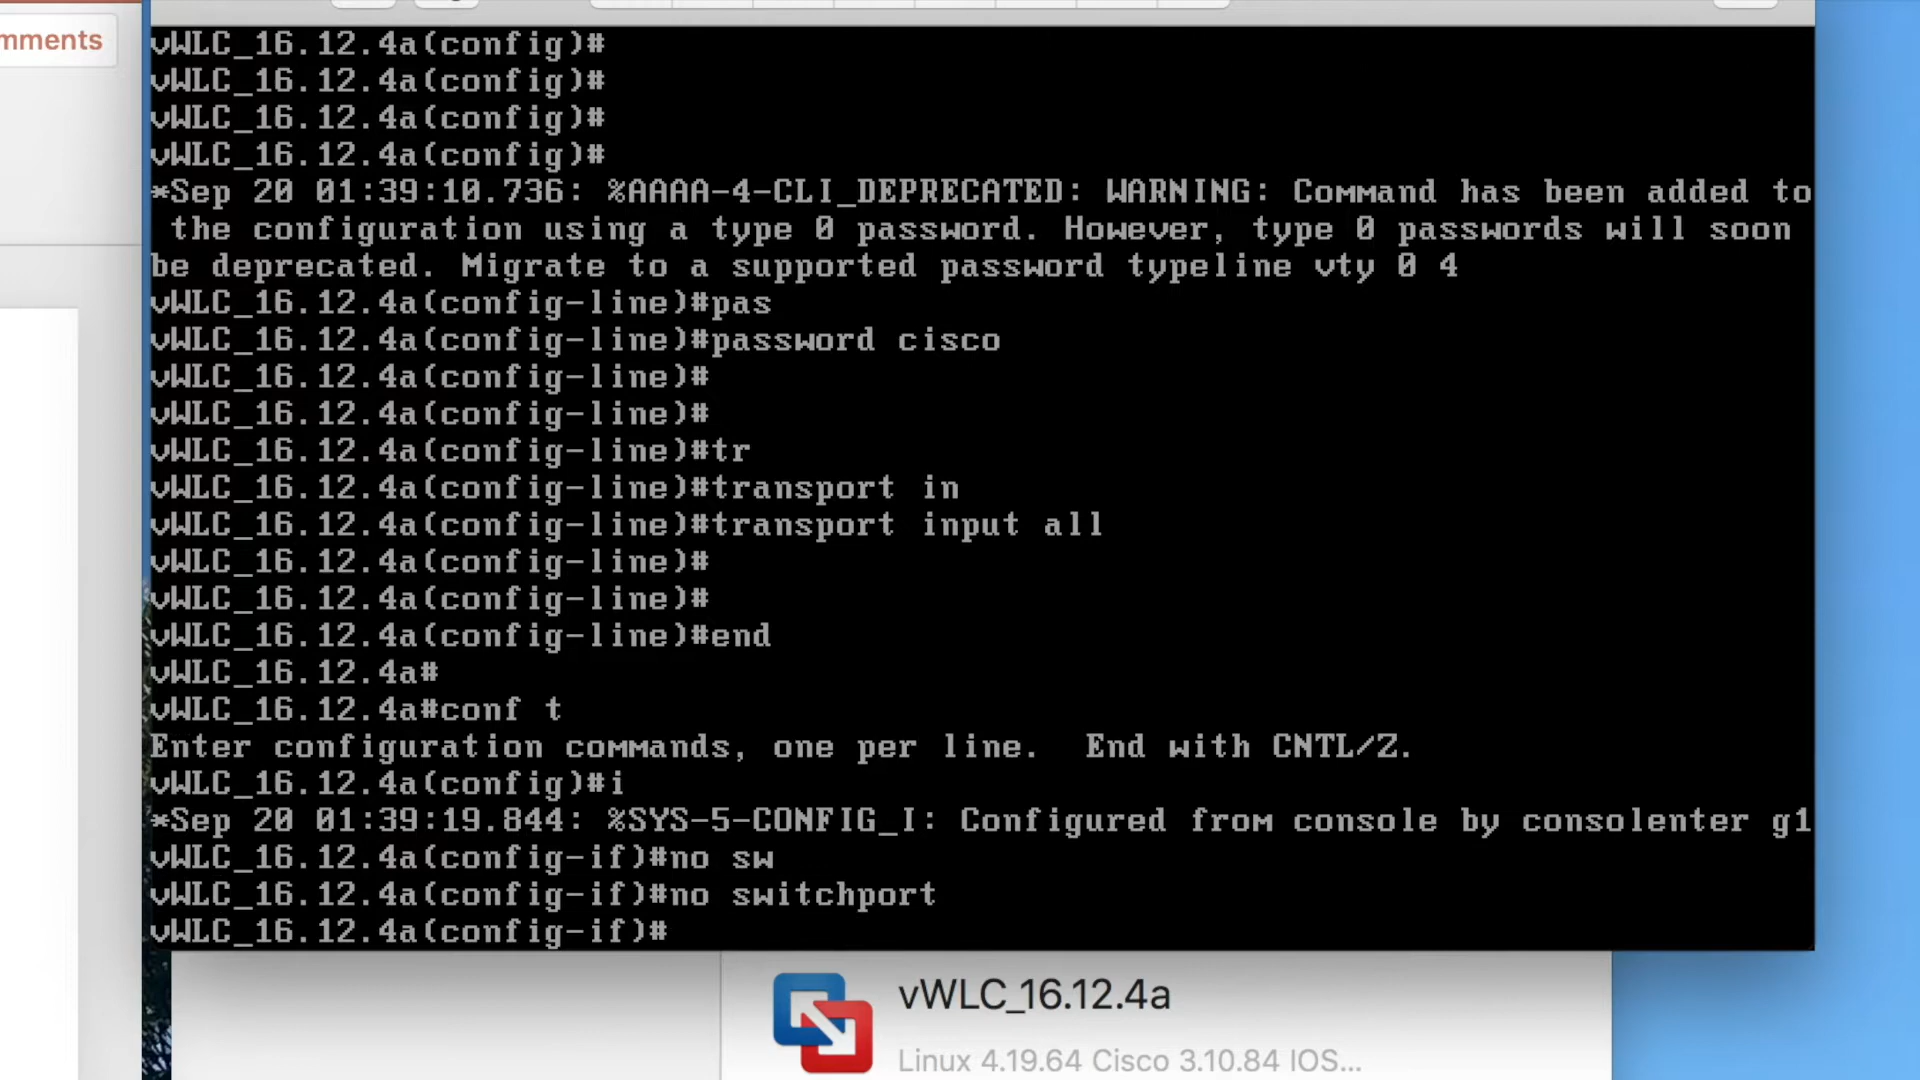 mments
vWLC_16.12.4a(config)#
vWLC_16.12.4a(config)#
vWLC_16.12.4a(config)#
vWLC_16.12.4a(config)#
*Sep 20 01:39:10.736: %AAAA-4-CLI_DEPRECATED: WARNING: Command has been added to
the configuration using a type 0 password. However, type 0 passwords will soon
be deprecated. Migrate to a supported password typeline vty 0 4
vWLC_16.12.4a(config-line)#pas
vWLC_16.12.4a(config-line)#password cisco
vWLC_16.12.4a(config-line)#
vWLC_16.12.4a(config-line)#
vWLC_16.12.4a(config-line)#tr
vWLC_16.12.4a(config-line)#transport in
vWLC_16.12.4a(config-line)#transport input all
vWLC_16.12.4a(config-line)#
vWLC_16.12.4a(config-line)#
vWLC_16.12.4a(config-line)#end
vWLC_16.12.4a#
vWLC_16.12.4a#conf t
Enter configuration commands, one per line.  End with CNTL/Z.
vWLC_16.12.4a(config)#i
*Sep 20 01:39:19.844: %SYS-5-CONFIG_I: Configured from console by consolenter g1
vWLC_16.12.4a(config-if)#no sw
vWLC_16.12.4a(config-if)#no switchport
vWLC_16.12.4a(config-if)#
vWLC_16.12.4a
Linux 4.19.64 Cisco 3.10.84 IOS...